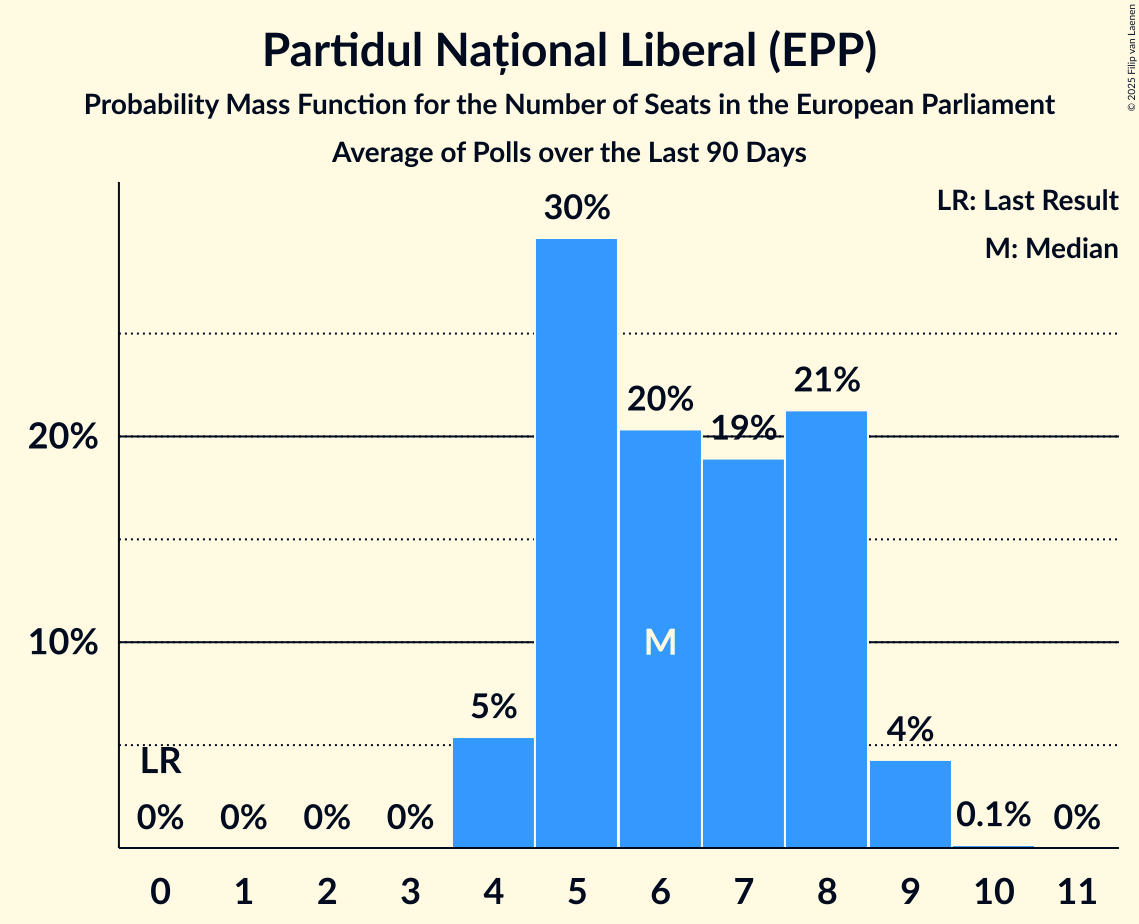 Partidul Național Liberal (EPP)
Probability Mass Function for the Number of Seats in the European Parliament
Average of Polls over the Last 90 Days
© 2025 Filip van Laenen
LR: Last Result
M: Median
30%
21%
20%
19%
20%
10%
M
5%
4%
LR
0%
0%
0%
0%
0.1%
0%
0 1 2 3 4 5 6 7 8 9 10 11